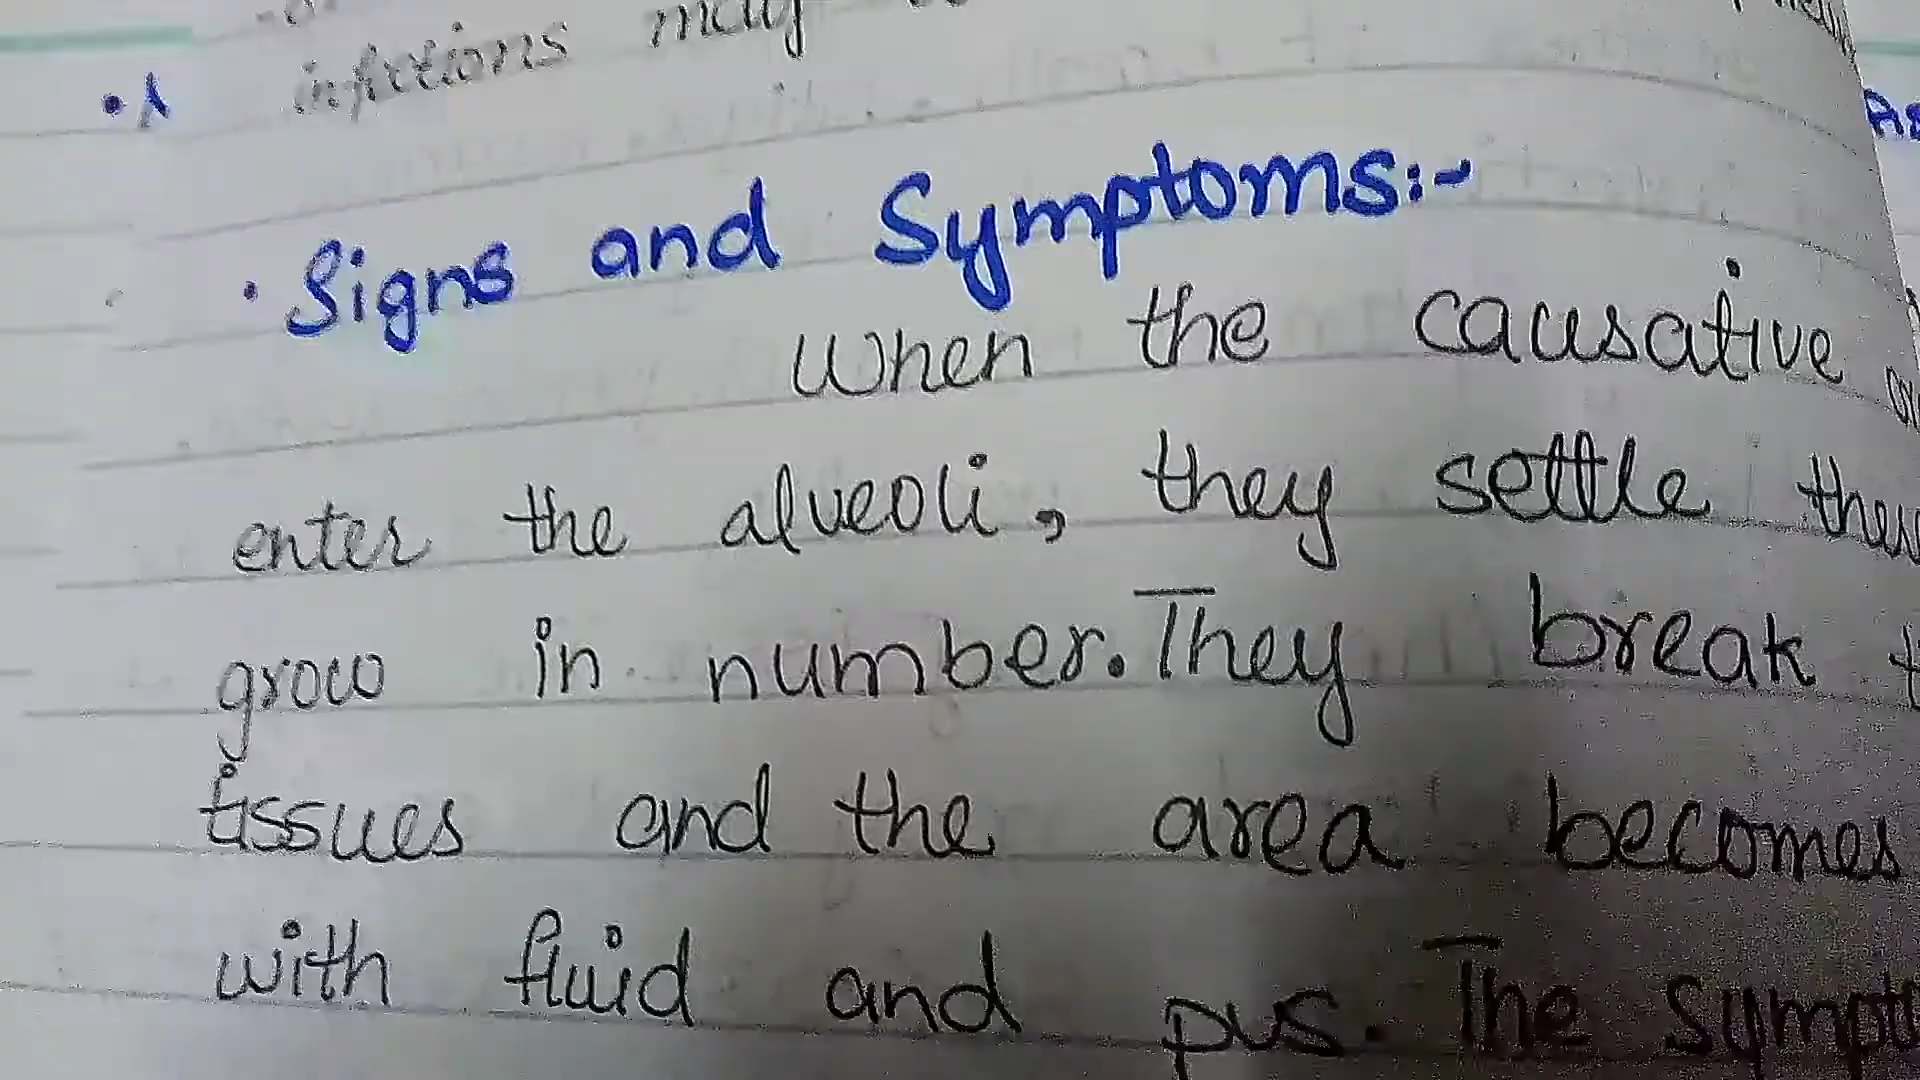 infections may
• Signs and Symptoms:-
When the causative
enter the alveoli, they settle
grow in number. They break
tissues and the area becomes
with fluid and pus. The